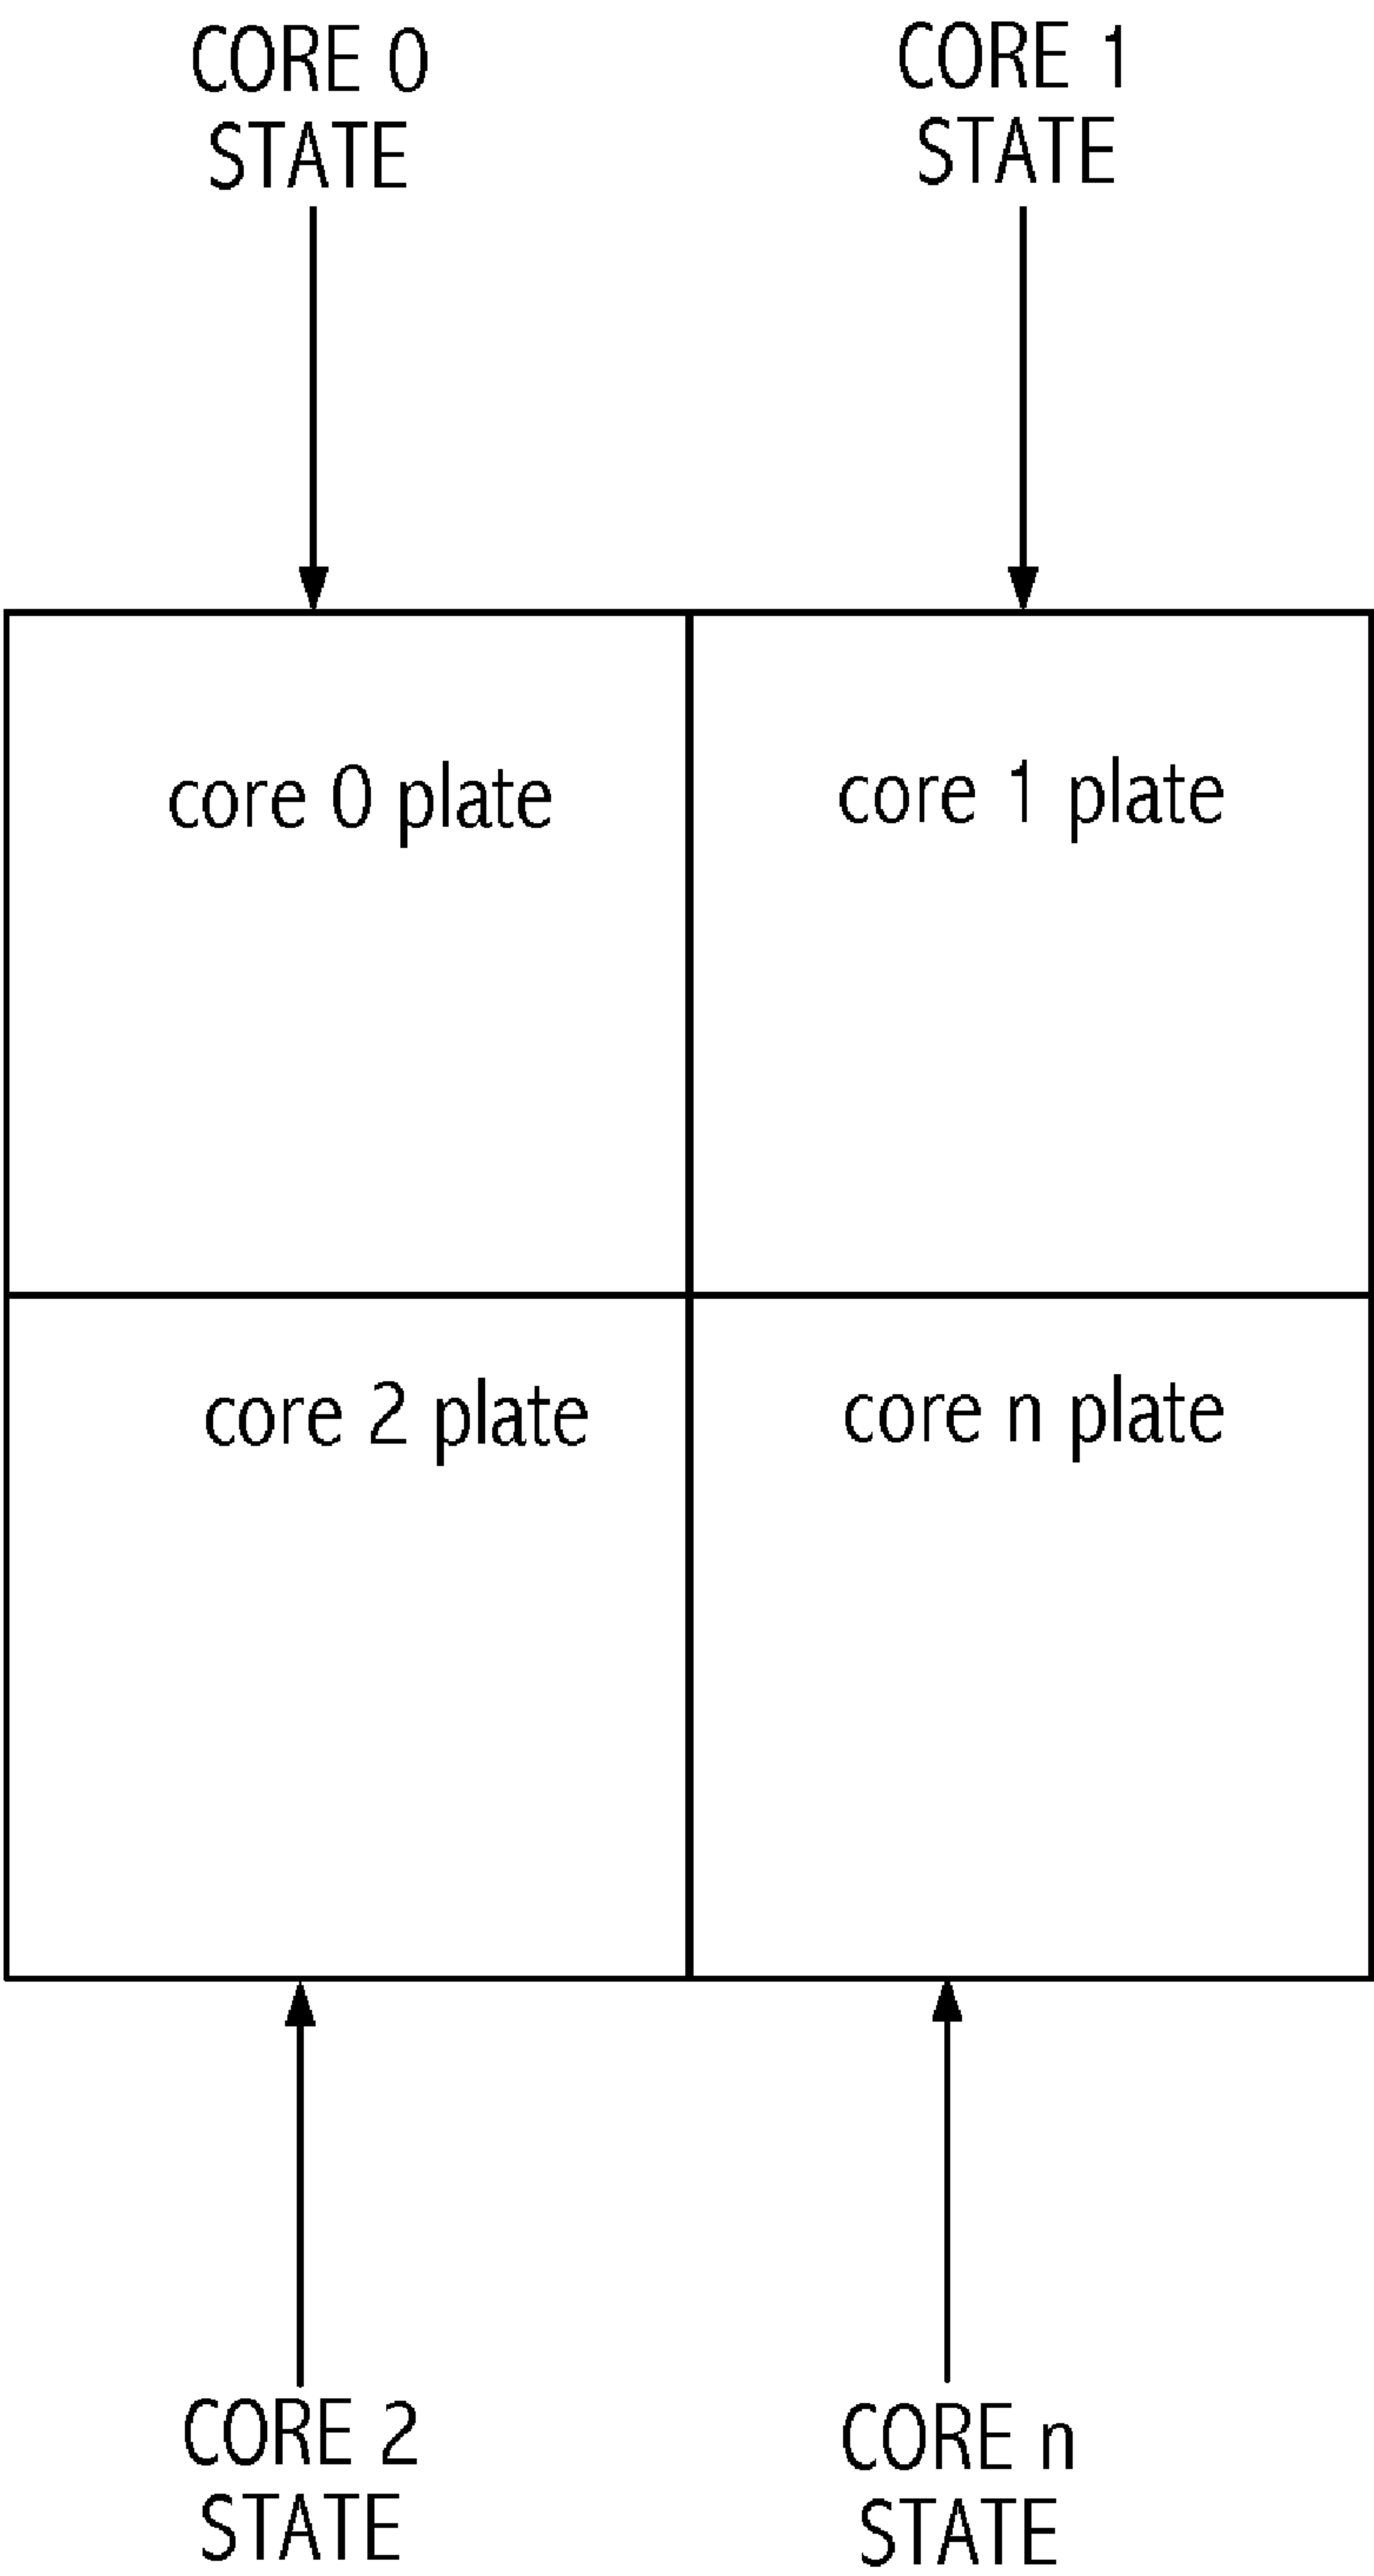 CORE 0
STATE
CORE 1
STATE
core 0 plate
core 1 plate
core 2 plate
core n plate
CORE 2
STATE
CORE n
STATE